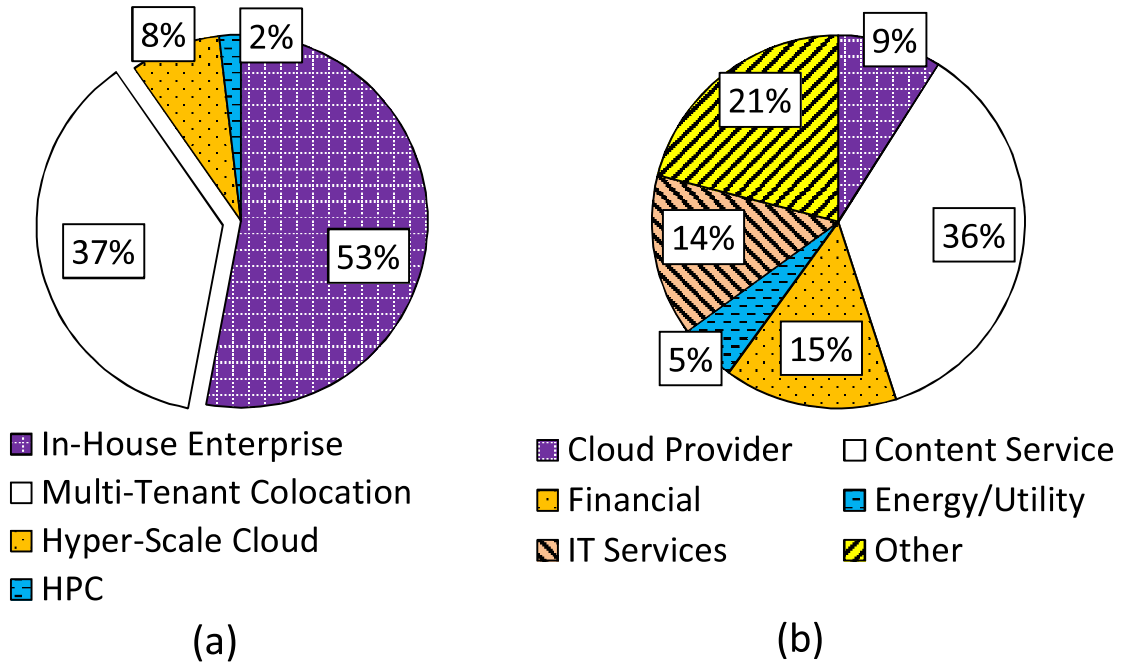 8%
2%
37%
53%
In-House Enterprise
Multi-Tenant Colocation
Hyper-Scale Cloud
HPC
(a)
9%
21%
36%
14%
15%
5%
Cloud Provider
Content Service
Financial
Energy/Utility
IT Services
Other
(b)